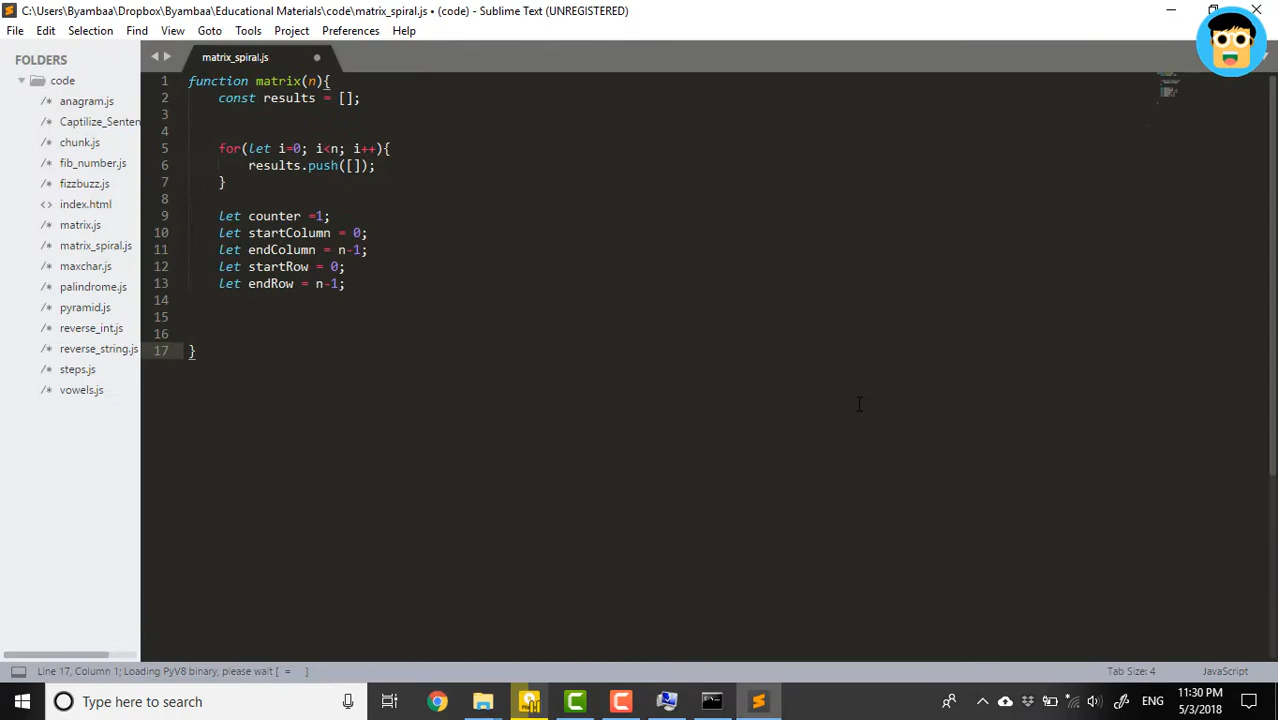 C:\Users\Byambaa\Dropbox\Byambaa\Educational Materials\code\matrix_spiral.js • (code) - Sublime Text (UNREGISTERED)
File Edit Selection Find View Goto Tools Project Preferences Help
FOLDERS
code
/* anagram.js
/* Captilize_Senten
/* chunk.js
/* fib_number.js
/* fizzbuzz.js
<> index.html
/* matrix.js
/* matrix_spiral.js
/* maxchar.js
/* palindrome.js
/* pyramid.js
/* reverse_int.js
/* reverse_string.js
/* steps.js
/* vowels.js
matrix_spiral.js
1 function matrix(n){
2 const results = [];
3
4
5 for(let i=0; i<n; i++){
6 results.push([]);
7 }
8
9 let counter =1;
10 let startColumn = 0;
11 let endColumn = n-1;
12 let startRow = 0;
13 let endRow = n-1;
14
15
16
17 }
Line 17, Column 1; Loading PyV8 binary, please wait [ = ]
Tab Size: 4
JavaScript
Type here to search
ENG
11:30 PM
5/3/2018